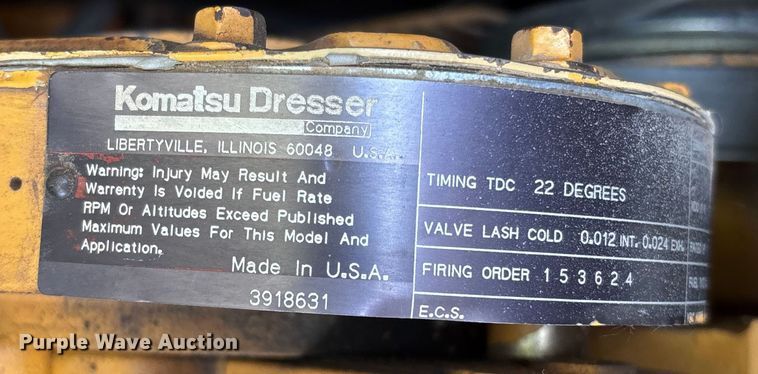 Komatsu Dresser
Company
LIBERTYVILLE, ILLINOIS 60048 U.S.A.
Warning: Injury May Result And
Warrenty Is Voided If Fuel Rate
RPM Or Altitudes Exceed Published
Maximum Values For This Model And
Application.
Made In U.S.A.
3918631
TIMING TDC 22 DEGREES
VALVE LASH COLD 0.012 INT. 0.024 EXH.
FIRING ORDER 1 5 3 6 2 4
E.C.S.
Purple Wave Auction